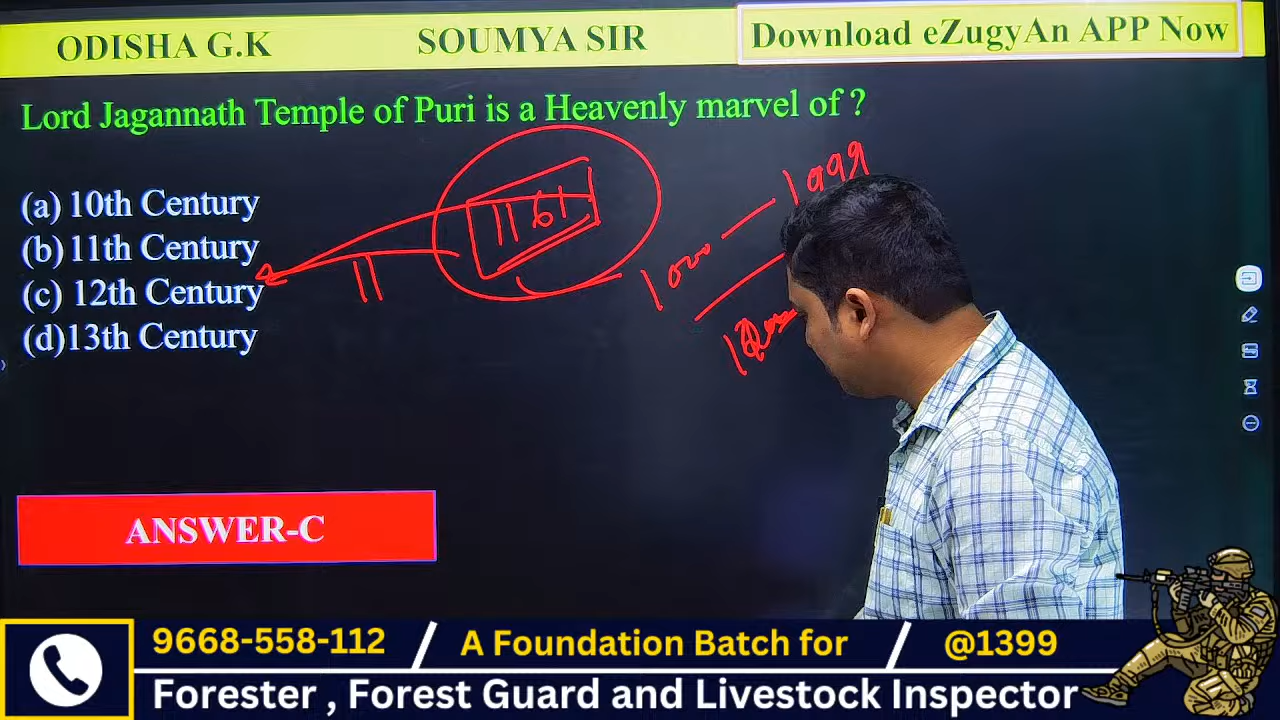 ODISHA G.K SOUMYA SIR Download eZugyAn APP Now
Lord Jagannath Temple of Puri is a Heavenly marvel of ?
(a) 10th Century
(b) 11th Century
(c) 12th Century
(d)13th Century
1161
11
1000 — 1099
ANSWER-C
9668-558-112 / A Foundation Batch for / @1399
Forester , Forest Guard and Livestock Inspector